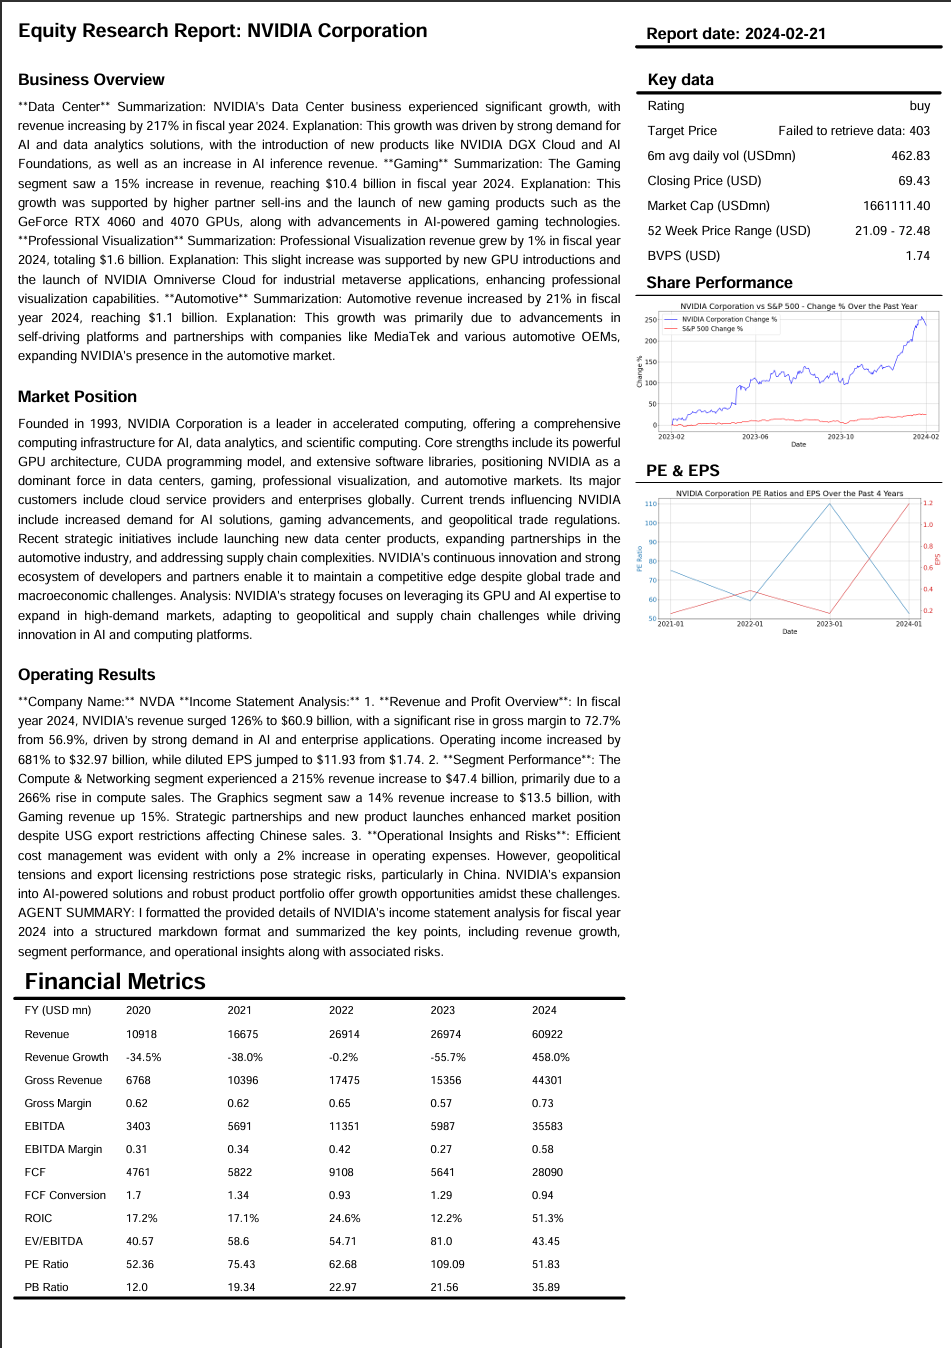 Equity Research Report: NVIDIA Corporation
Business Overview
**Data Center** Summarization: NVIDIA's Data Center business experienced significant growth, with
revenue increasing by 217% in fiscal year 2024. Explanation: This growth was driven by strong demand for
AI and data analytics solutions, with the introduction of new products like NVIDIA DGX Cloud and AI
Foundations, as well as an increase in AI inference revenue. **Gaming** Summarization: The Gaming
segment saw a 15% increase in revenue, reaching $10.4 billion in fiscal year 2024. Explanation: This
growth was supported by higher partner sell-ins and the launch of new gaming products such as the
GeForce RTX 4060 and 4070 GPUs, along with advancements in AI-powered gaming technologies.
**Professional Visualization** Summarization: Professional Visualization revenue grew by 1% in fiscal year
2024, totaling $1.6 billion. Explanation: This slight increase was supported by new GPU introductions and
the launch of NVIDIA Omniverse Cloud for industrial metaverse applications, enhancing professional
visualization capabilities. **Automotive** Summarization: Automotive revenue increased by 21% in fiscal
year 2024, reaching $1.1 billion. Explanation: This growth was primarily due to advancements in
self-driving platforms and partnerships with companies like MediaTek and various automotive OEMs,
expanding NVIDIA's presence in the automotive market.
Market Position
Founded in 1993, NVIDIA Corporation is a leader in accelerated computing, offering a comprehensive
computing infrastructure for AI, data analytics, and scientific computing. Core strengths include its powerful
GPU architecture, CUDA programming model, and extensive software libraries, positioning NVIDIA as a
dominant force in data centers, gaming, professional visualization, and automotive markets. Its major
customers include cloud service providers and enterprises globally. Current trends influencing NVIDIA
include increased demand for AI solutions, gaming advancements, and geopolitical trade regulations.
Recent strategic initiatives include launching new data center products, expanding partnerships in the
automotive industry, and addressing supply chain complexities. NVIDIA's continuous innovation and strong
ecosystem of developers and partners enable it to maintain a competitive edge despite global trade and
macroeconomic challenges. Analysis: NVIDIA's strategy focuses on leveraging its GPU and AI expertise to
expand in high-demand markets, adapting to geopolitical and supply chain challenges while driving
innovation in AI and computing platforms.
Operating Results
**Company Name:** NVDA **Income Statement Analysis:** 1. **Revenue and Profit Overview**: In fiscal
year 2024, NVIDIA's revenue surged 126% to $60.9 billion, with a significant rise in gross margin to 72.7%
from 56.9%, driven by strong demand in AI and enterprise applications. Operating income increased by
681% to $32.97 billion, while diluted EPS jumped to $11.93 from $1.74. 2. **Segment Performance**: The
Compute & Networking segment experienced a 215% revenue increase to $47.4 billion, primarily due to a
266% rise in compute sales. The Graphics segment saw a 14% revenue increase to $13.5 billion, with
Gaming revenue up 15%. Strategic partnerships and new product launches enhanced market position
despite USG export restrictions affecting Chinese sales. 3. **Operational Insights and Risks**: Efficient
cost management was evident with only a 2% increase in operating expenses. However, geopolitical
tensions and export licensing restrictions pose strategic risks, particularly in China. NVIDIA's expansion
into AI-powered solutions and robust product portfolio offer growth opportunities amidst these challenges.
AGENT SUMMARY: I formatted the provided details of NVIDIA's income statement analysis for fiscal year
2024 into a structured markdown format and summarized the key points, including revenue growth,
segment performance, and operational insights along with associated risks.
Financial Metrics
FY (USD mn) 2020 2021 2022 2023 2024
Revenue 10918 16675 26914 26974 60922
Revenue Growth -34.5% -38.0% -0.2% -55.7% 458.0%
Gross Revenue 6768 10396 17475 15356 44301
Gross Margin 0.62 0.62 0.65 0.57 0.73
EBITDA 3403 5691 11351 5987 35583
EBITDA Margin 0.31 0.34 0.42 0.27 0.58
FCF 4761 5822 9108 5641 28090
FCF Conversion 1.7 1.34 0.93 1.29 0.94
ROIC 17.2% 17.1% 24.6% 12.2% 51.3%
EV/EBITDA 40.57 58.6 54.71 81.0 43.45
PE Ratio 52.36 75.43 62.68 109.09 51.83
PB Ratio 12.0 19.34 22.97 21.56 35.89
Report date: 2024-02-21
Key data
Rating buy
Target Price Failed to retrieve data: 403
6m avg daily vol (USDmn) 462.83
Closing Price (USD) 69.43
Market Cap (USDmn) 1661111.40
52 Week Price Range (USD) 21.09 - 72.48
BVPS (USD) 1.74
Share Performance
NVIDIA Corporation vs S&P 500 - Change % Over the Past Year
NVIDIA Corporation Change %
S&P 500 Change %
Change %
250
200
150
100
50
0
2023-02 2023-06 2023-10 2024-02
Date
PE & EPS
NVIDIA Corporation PE Ratios and EPS Over the Past 4 Years
PE Ratio
110
100
90
80
70
60
50
1.2
1.0
0.8
0.6
0.4
0.2
EPS
2021-01 2022-01 2023-01 2024-01
Date